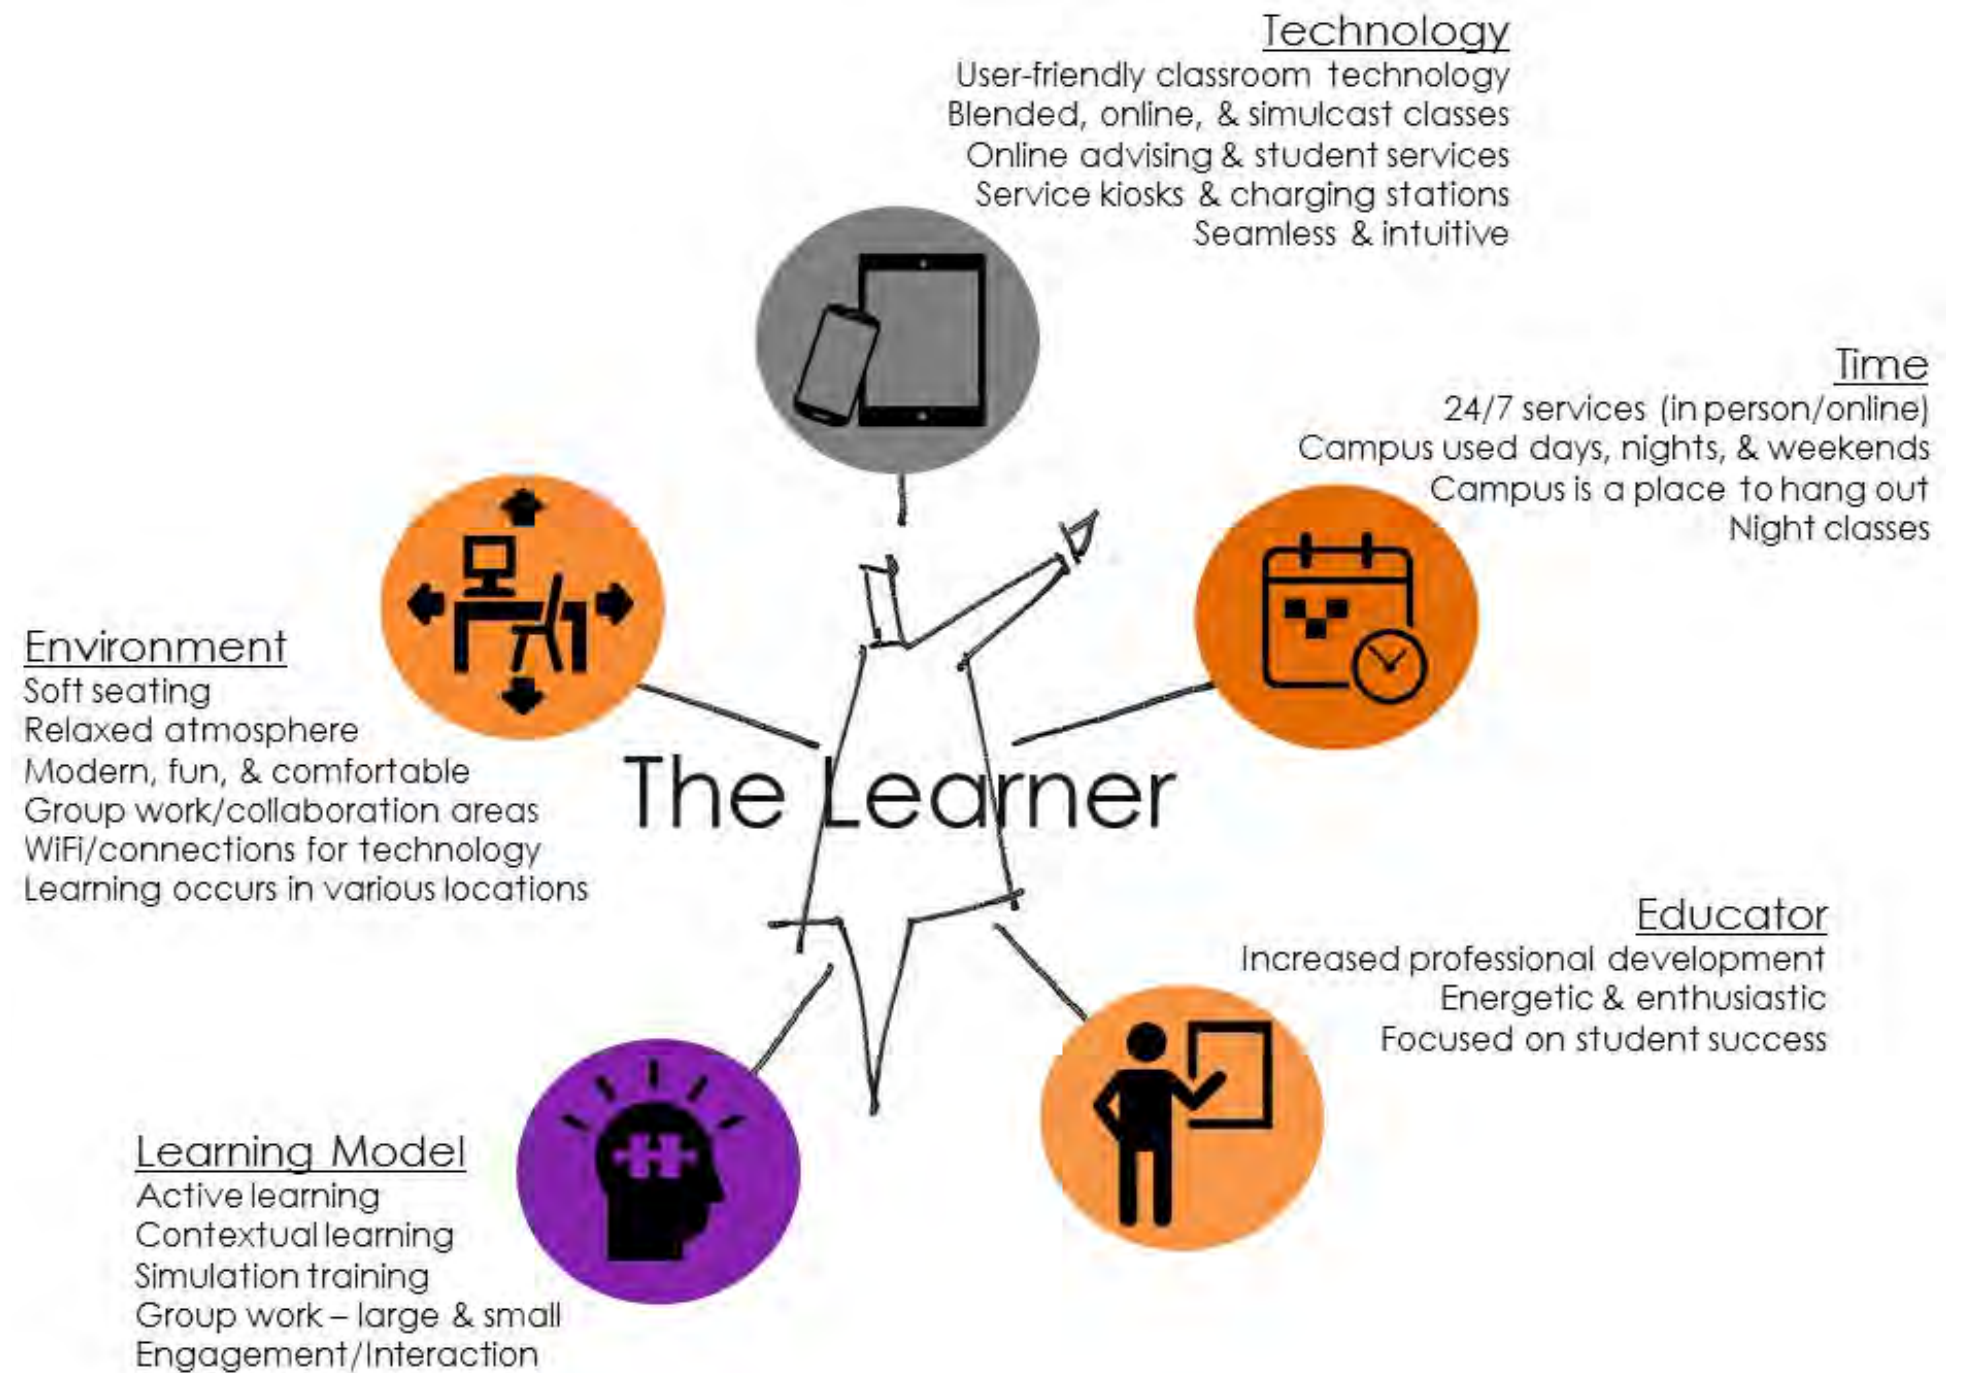 Technology
User-friendly classroom technology
Blended, online, & simulcast classes
Online advising & student services
Service kiosks & charging stations
Seamless & intuitive
Time
24/7 services (in person/online)
Campus used days, nights, & weekends
Campus is a place to hang out
Night classes
Environment
Soft seating
Relaxed atmosphere
Modern, fun, & comfortable
Group work/collaboration areas
WiFi/connections for technology
Learning occurs in various locations
The Learner
Educator
Increased professional development
Energetic & enthusiastic
Focused on student success
Learning Model
Active learning
Contextual learning
Simulation training
Group work – large & small
Engagement/Interaction